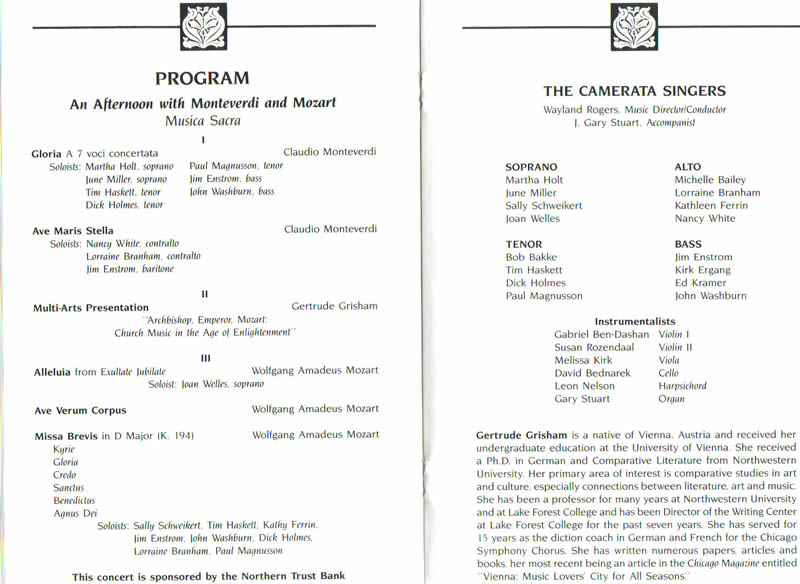 PROGRAM
An Afternoon with Monteverdi and Mozart
Musica Sacra
I
Gloria A 7 voci concertata Claudio Monteverdi
Soloists: Martha Holt, soprano Paul Magnusson, tenor
June Miller, soprano Jim Enstrom, bass
Tim Haskett, tenor John Washburn, bass
Dick Holmes, tenor
Ave Maris Stella Claudio Monteverdi
Soloists: Nancy White, contralto
Lorraine Branham, contralto
Jim Enstrom, baritone
II
Multi-Arts Presentation Gertrude Grisham
"Archbishop, Emperor, Mozart:
Church Music in the Age of Enlightenment"
III
Alleluia from Exultate Jubilate Wolfgang Amadeus Mozart
Soloist: Joan Welles, soprano
Ave Verum Corpus Wolfgang Amadeus Mozart
Missa Brevis in D Major (K. 194) Wolfgang Amadeus Mozart
Kyrie
Gloria
Credo
Sanctus
Benedictus
Agnus Dei
Soloists: Sally Schweikert, Tim Haskett, Kathy Ferrin,
Jim Enstrom, John Washburn, Dick Holmes,
Lorraine Branham, Paul Magnusson
This concert is sponsored by the Northern Trust Bank
THE CAMERATA SINGERS
Wayland Rogers, Music Director/Conductor
J. Gary Stuart, Accompanist
SOPRANO
Martha Holt
June Miller
Sally Schweikert
Joan Welles
ALTO
Michelle Bailey
Lorraine Branham
Kathleen Ferrin
Nancy White
TENOR
Bob Bakke
Tim Haskett
Dick Holmes
Paul Magnusson
BASS
Jim Enstrom
Kirk Ergang
Ed Kramer
John Washburn
Instrumentalists
Gabriel Ben-Dashan Violin I
Susan Rozendaal Violin II
Melissa Kirk Viola
David Bednarek Cello
Leon Nelson Harpsichord
Gary Stuart Organ
Gertrude Grisham is a native of Vienna, Austria and received her
undergraduate education at the University of Vienna. She received
a Ph.D. in German and Comparative Literature from Northwestern
University. Her primary area of interest is comparative studies in art
and culture, especially connections between literature, art and music.
She has been a professor for many years at Northwestern University
and at Lake Forest College and has been Director of the Writing Center
at Lake Forest College for the past seven years. She has served for
15 years as the diction coach in German and French for the Chicago
Symphony Chorus. She has written numerous papers, articles and
books, her most recent being an article in the Chicago Magazine entitled
"Vienna: Music Lovers' City for All Seasons."